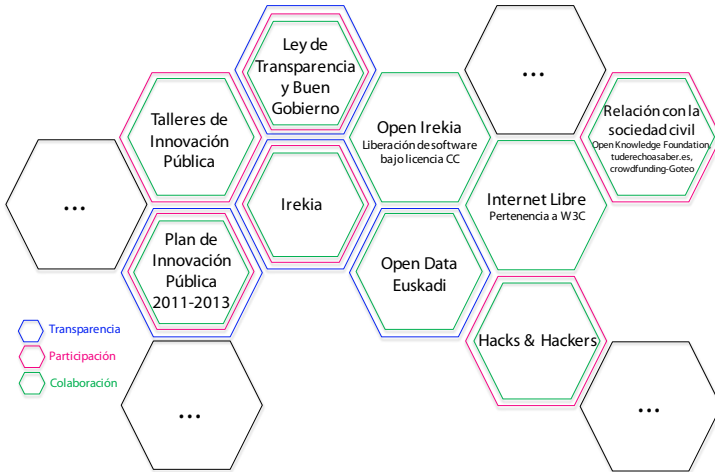 Ley de
Transparencia
y Buen
Gobierno
...
Talleres de
Innovación
Pública
Open Irekia
Liberación de software
bajo licencia CC
Relación con la
sociedad civil
Open Knowledge Foundation,
tuderechoasaber.es,
crowdfunding-Goteo
...
Irekia
Internet Libre
Pertenencia a W3C
Plan de
Innovación
Pública
2011-2013
Open Data
Euskadi
Hacks & Hackers
Transparencia
Participación
Colaboración
...
...